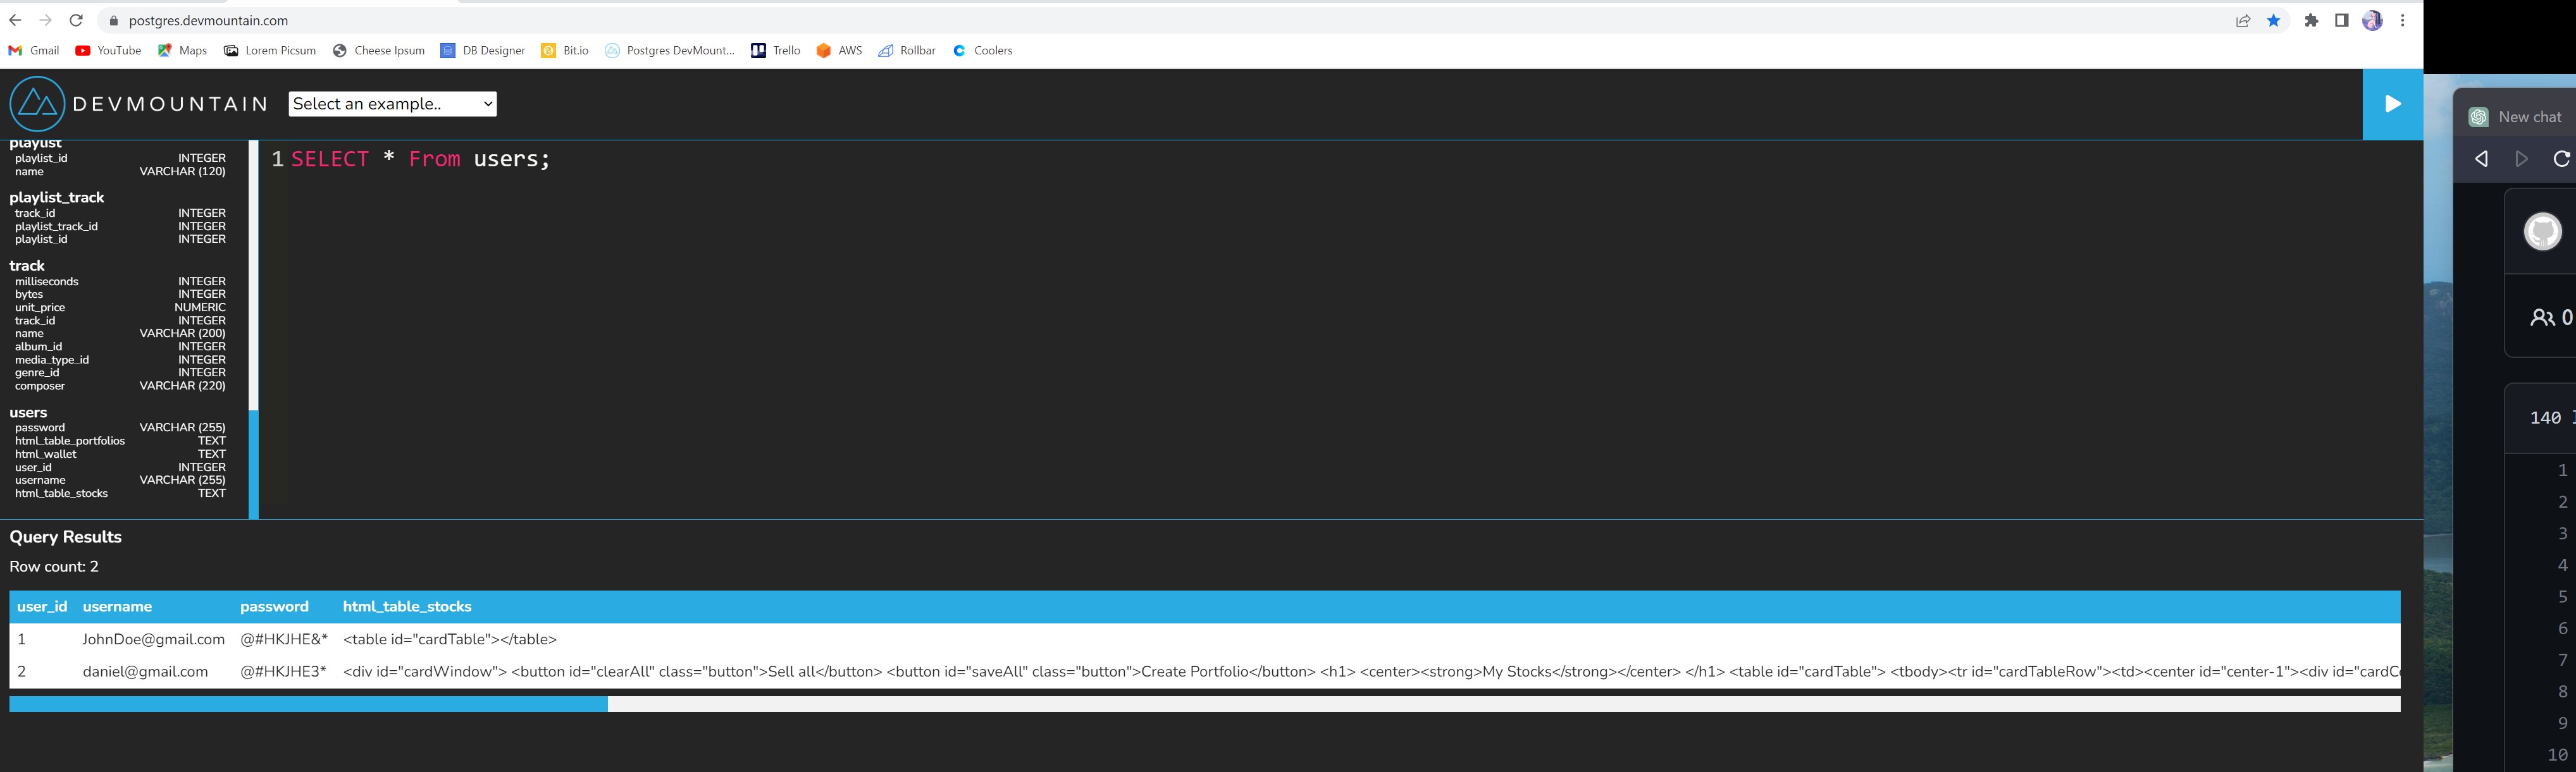 postgres.devmountain.com
Gmail YouTube Maps Lorem Picsum Cheese Ipsum DB Designer Bit.io Postgres DevMount... Trello AWS Rollbar Coolers
DEVMOUNTAIN Select an example..
New chat
playlist
playlist_id INTEGER
name VARCHAR (120)
playlist_track
track_id INTEGER
playlist_track_id INTEGER
playlist_id INTEGER
track
milliseconds INTEGER
bytes INTEGER
unit_price NUMERIC
track_id INTEGER
name VARCHAR (200)
album_id INTEGER
media_type_id INTEGER
genre_id INTEGER
composer VARCHAR (220)
users
password VARCHAR (255)
html_table_portfolios TEXT
html_wallet TEXT
user_id INTEGER
username VARCHAR (255)
html_table_stocks TEXT
1 SELECT * From users;
Query Results
Row count: 2
user_id username password html_table_stocks
1 JohnDoe@gmail.com @#HKJHE&* <table id="cardTable"></table>
2 daniel@gmail.com @#HKJHE3* <div id="cardWindow"> <button id="clearAll" class="button">Sell all</button> <button id="saveAll" class="button">Create Portfolio</button> <h1> <center><strong>My Stocks</strong></center> </h1> <table id="cardTable"> <tbody><tr id="cardTableRow"><td><center id="center-1"><div id="cardC
0
140
1
2
3
4
5
6
7
8
9
10